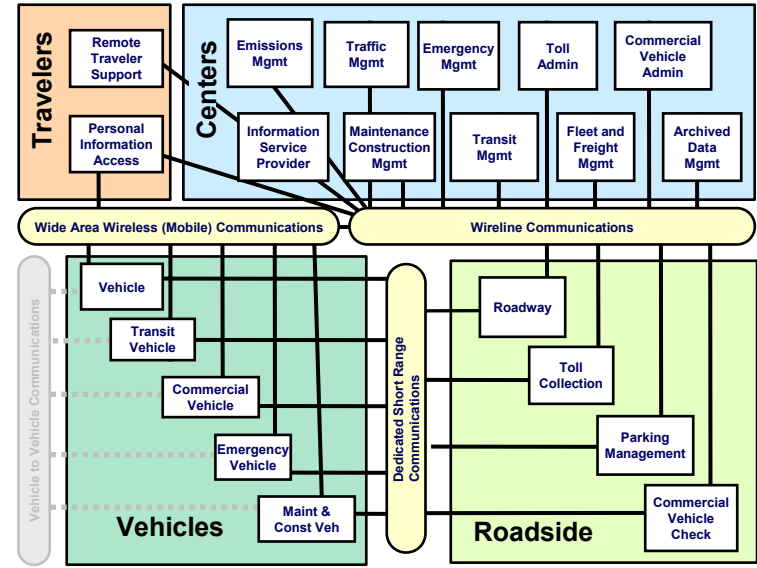 Travelers
Remote
Traveler
Support
Personal
Information
Access
Centers
Emissions
Mgmt
Traffic
Mgmt
Emergency
Mgmt
Toll
Admin
Commercial
Vehicle
Admin
Information
Service
Provider
Maintenance
Construction
Mgmt
Transit
Mgmt
Fleet and
Freight
Mgmt
Archived
Data
Mgmt
Wide Area Wireless (Mobile) Communications
Wireline Communications
Vehicle to Vehicle Communications
Vehicle
Transit
Vehicle
Commercial
Vehicle
Emergency
Vehicle
Maint &
Const Veh
Vehicles
Dedicated Short Range
Communications
Roadway
Toll
Collection
Parking
Management
Commercial
Vehicle
Check
Roadside